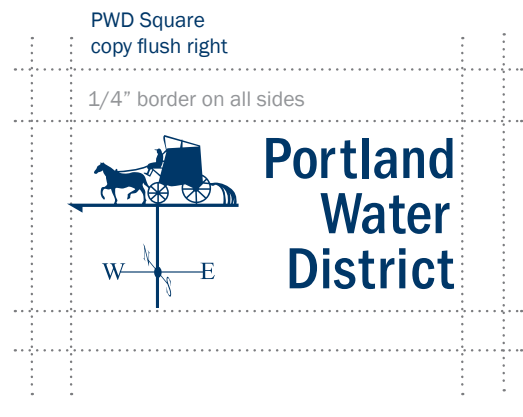 PWD Square
copy flush right
1/4” border on all sides
Portland
Water
District
N
W E
S